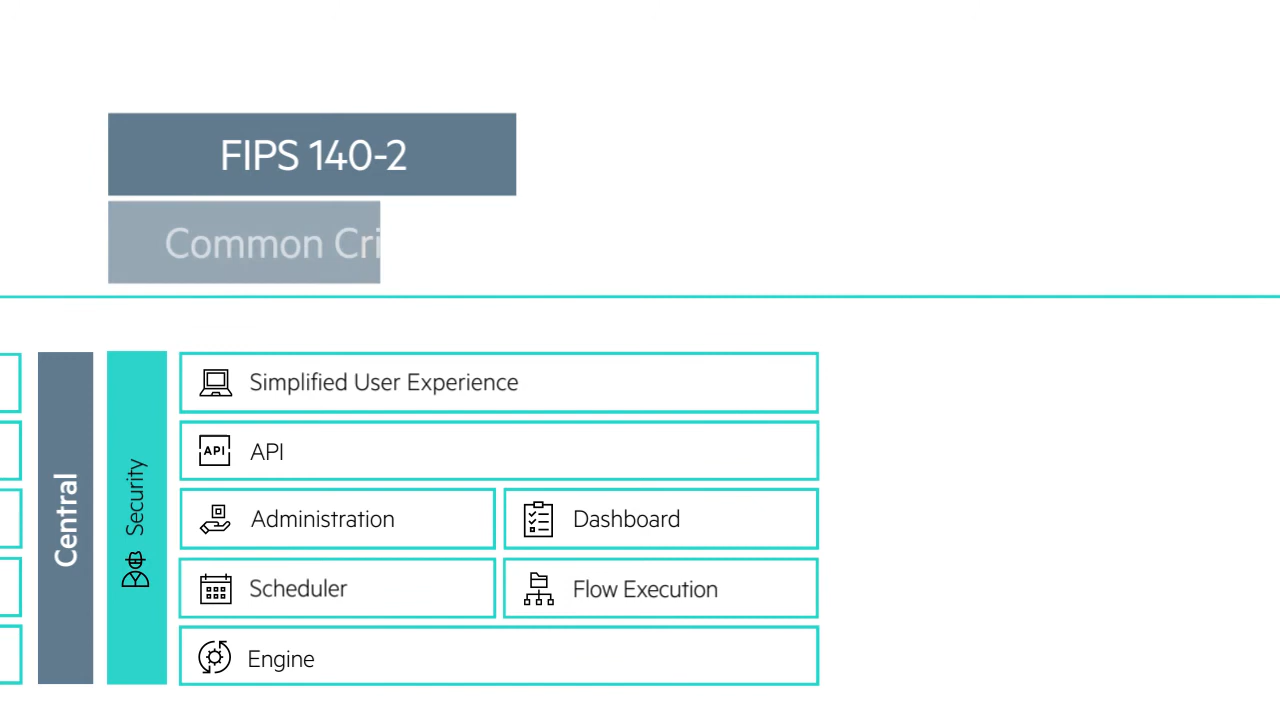 FIPS 140-2
Common Cri
Central
Security
Simplified User Experience
API
API
Administration
Dashboard
Scheduler
Flow Execution
Engine